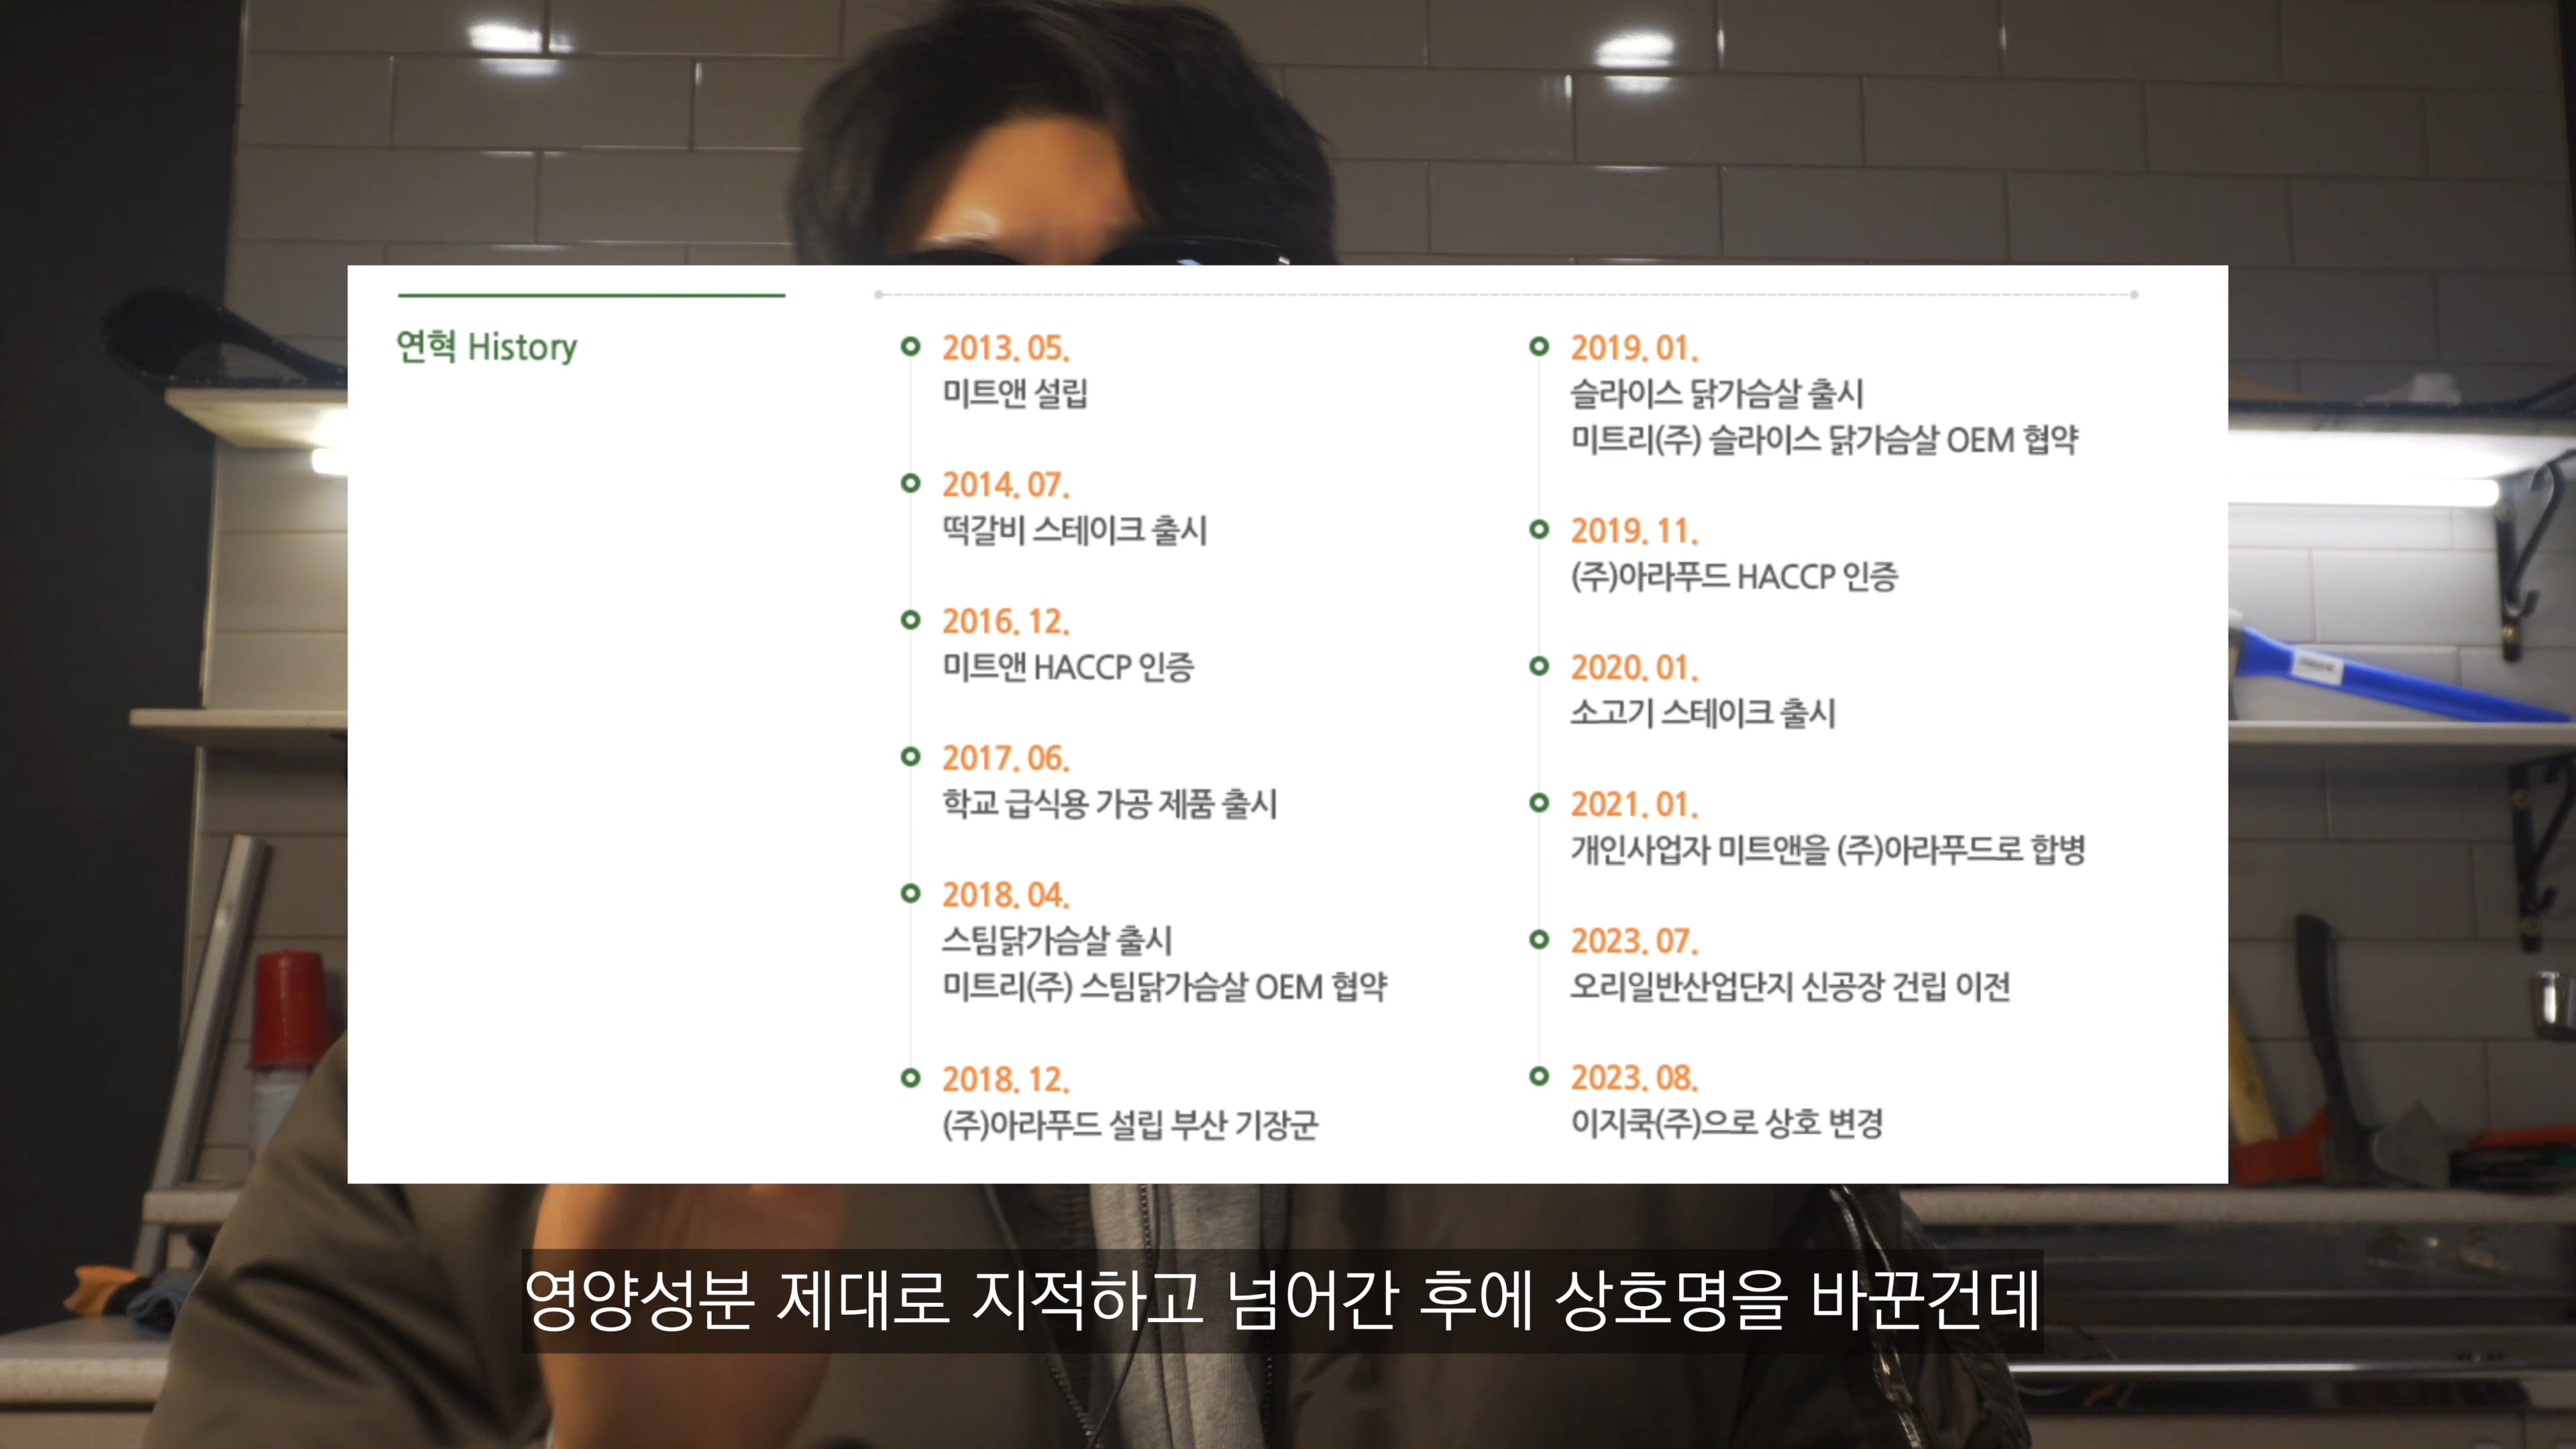 연혁 History
2013. 05.
미트앤 설립
2014. 07.
떡갈비 스테이크 출시
2016. 12.
미트앤 HACCP 인증
2017. 06.
학교 급식용 가공 제품 출시
2018. 04.
스팀닭가슴살 출시
미트리(주) 스팀닭가슴살 OEM 협약
2018. 12.
(주)아라푸드 설립 부산 기장군
2019. 01.
슬라이스 닭가슴살 출시
미트리(주) 슬라이스 닭가슴살 OEM 협약
2019. 11.
(주)아라푸드 HACCP 인증
2020. 01.
소고기 스테이크 출시
2021. 01.
개인사업자 미트앤을 (주)아라푸드로 합병
2023. 07.
오리일반산업단지 신공장 건립 이전
2023. 08.
이지쿡(주)으로 상호 변경
영양성분 제대로 지적하고 넘어간 후에 상호명을 바꾼건데